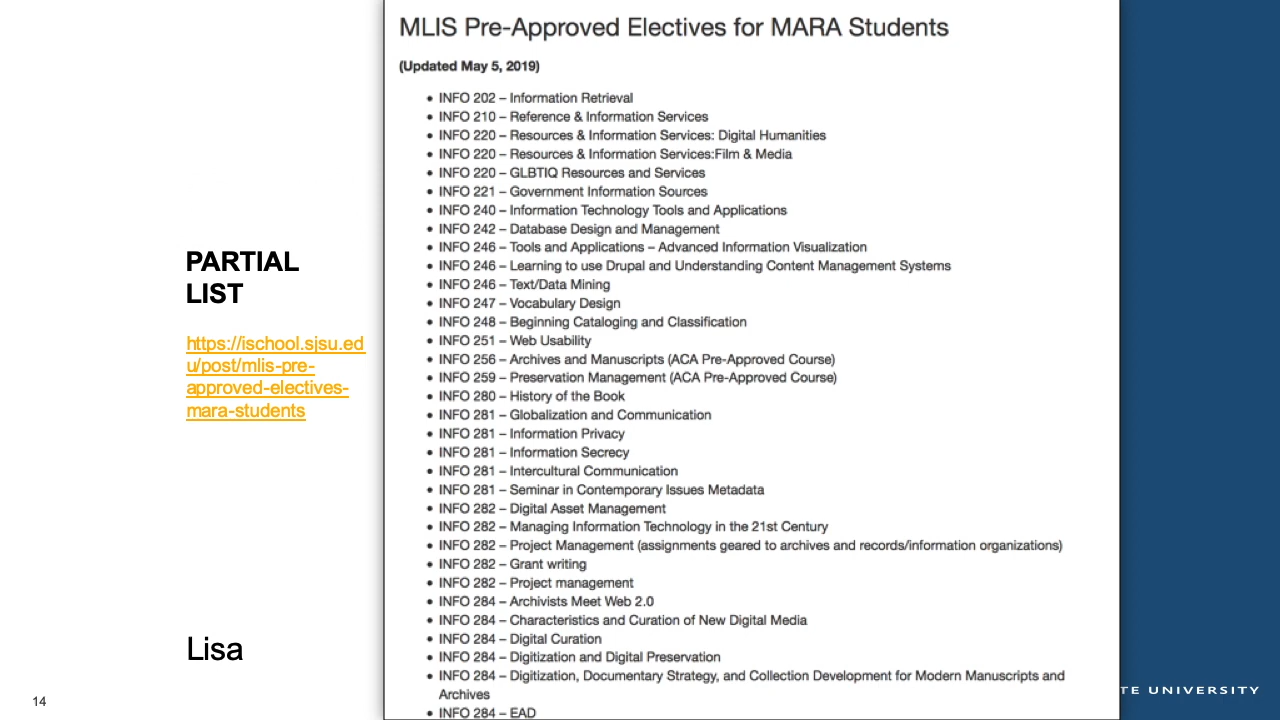 MLIS Pre-Approved Electives for MARA Students
(Updated May 5, 2019)
• INFO 202 – Information Retrieval
• INFO 210 – Reference & Information Services
• INFO 220 – Resources & Information Services: Digital Humanities
• INFO 220 – Resources & Information Services:Film & Media
• INFO 220 – GLBTIQ Resources and Services
• INFO 221 – Government Information Sources
• INFO 240 – Information Technology Tools and Applications
• INFO 242 – Database Design and Management
• INFO 246 – Tools and Applications – Advanced Information Visualization
• INFO 246 – Learning to use Drupal and Understanding Content Management Systems
• INFO 246 – Text/Data Mining
• INFO 247 – Vocabulary Design
• INFO 248 – Beginning Cataloging and Classification
• INFO 251 – Web Usability
• INFO 256 – Archives and Manuscripts (ACA Pre-Approved Course)
• INFO 259 – Preservation Management (ACA Pre-Approved Course)
• INFO 280 – History of the Book
• INFO 281 – Globalization and Communication
• INFO 281 – Information Privacy
• INFO 281 – Information Secrecy
• INFO 281 – Intercultural Communication
• INFO 281 – Seminar in Contemporary Issues Metadata
• INFO 282 – Digital Asset Management
• INFO 282 – Managing Information Technology in the 21st Century
• INFO 282 – Project Management (assignments geared to archives and records/information organizations)
• INFO 282 – Grant writing
• INFO 282 – Project management
• INFO 284 – Archivists Meet Web 2.0
• INFO 284 – Characteristics and Curation of New Digital Media
• INFO 284 – Digital Curation
• INFO 284 – Digitization and Digital Preservation
• INFO 284 – Digitization, Documentary Strategy, and Collection Development for Modern Manuscripts and
Archives
• INFO 284 – EAD
PARTIAL
LIST
https://ischool.sjsu.ed
u/post/mlis-pre-
approved-electives-
mara-students
Lisa
14
TE UNIVERSITY